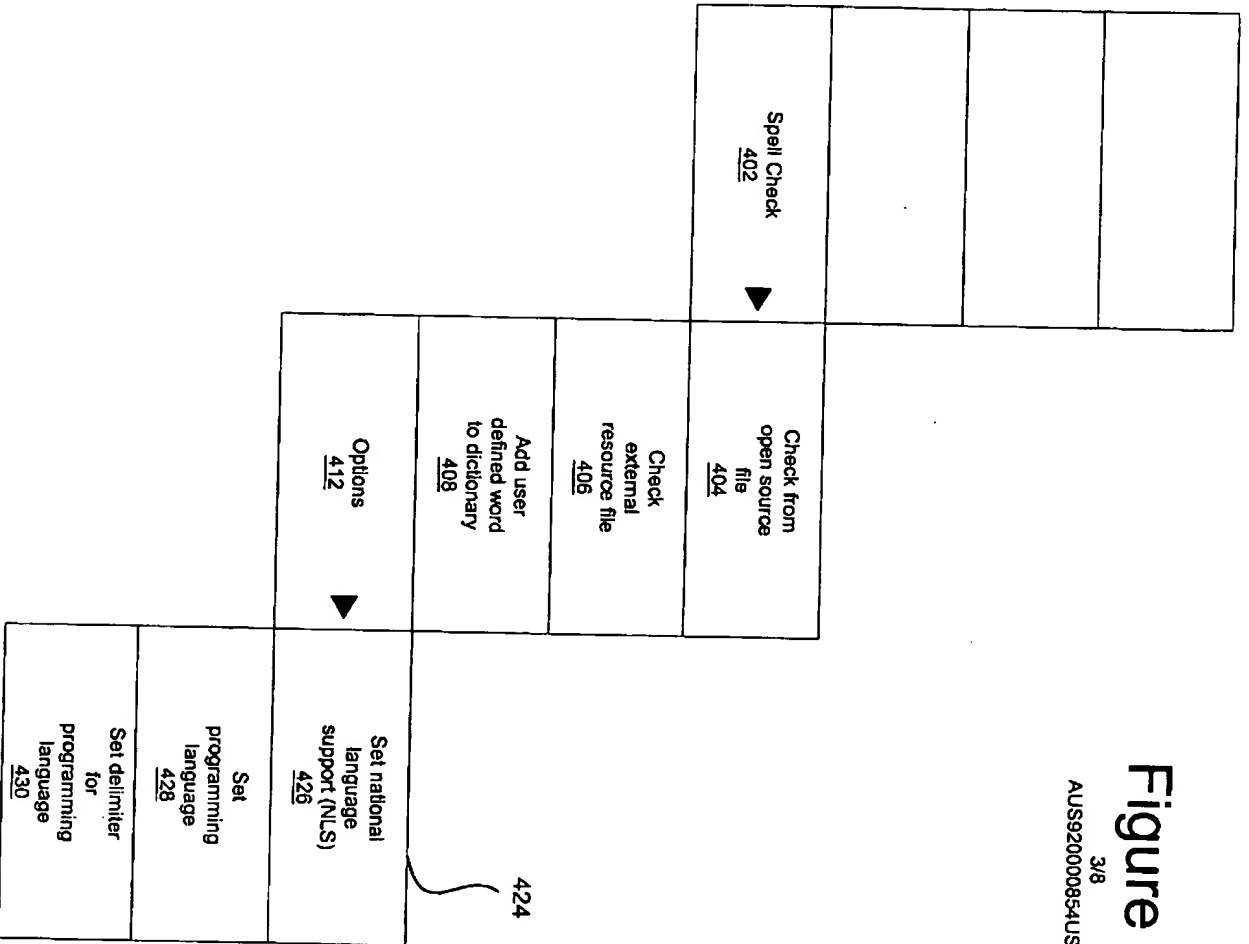 Figure
3/8
AUS920000854US
Spell Check
402
Check from
open source
file
404
Check
external
resource file
406
Add user
defined word
to dictionary
408
Options
412
Set national
language
support (NLS)
426
424
Set
programming
language
428
Set delimiter
for
programming
language
430